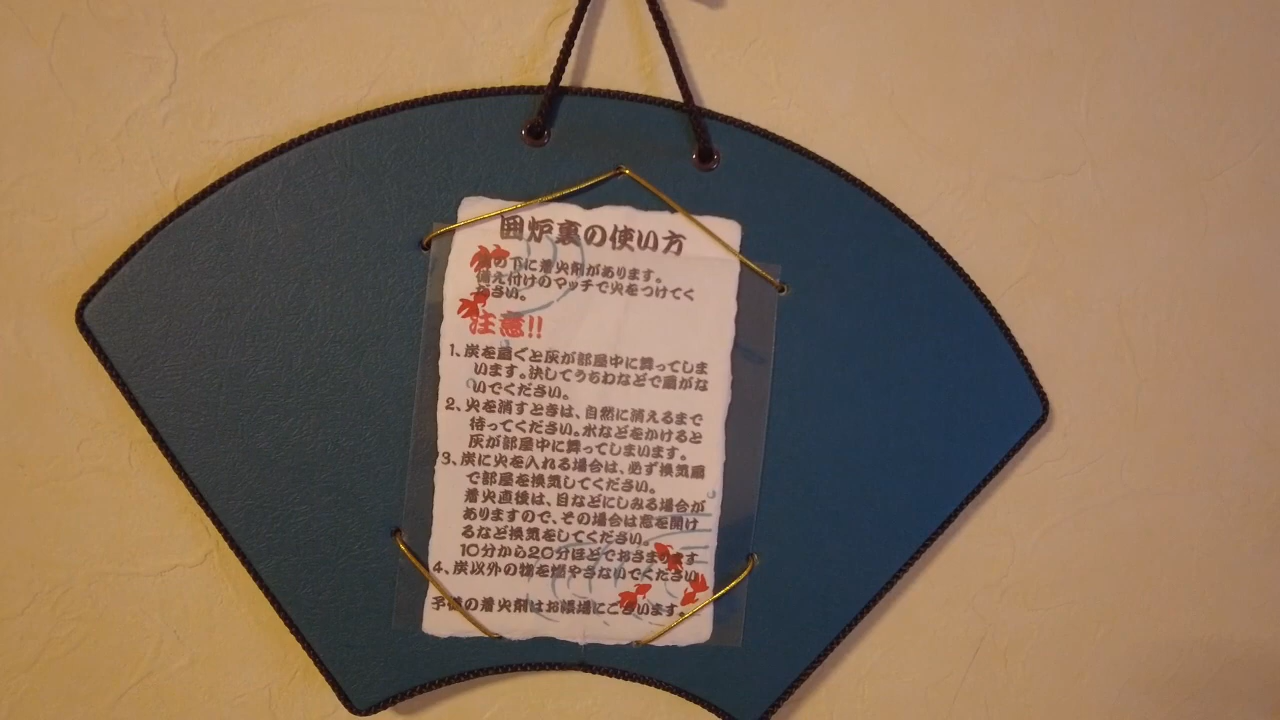 囲炉裏の使い方
の下に着火剤があります。
備え付けのマッチで火をつけてく
ださい。
注意!!
1、炭を扇ぐと灰が部屋中に舞ってしま
います。決してうちわなどで扇がな
いでください。
2、火を消すときは、自然に消えるまで
待ってください。水などをかけると
灰が部屋中に舞ってしまいます。
3、炭に火を入れる場合は、必ず換気扇
で部屋を換気してください。
着火直後は、目などにしみる場合が
ありますので、その場合は窓を開け
るなど換気をしてください。
10分から20分ほどでおさまります
4、炭以外の物を燃やさないでください
予備の着火剤はお帳場にございます。